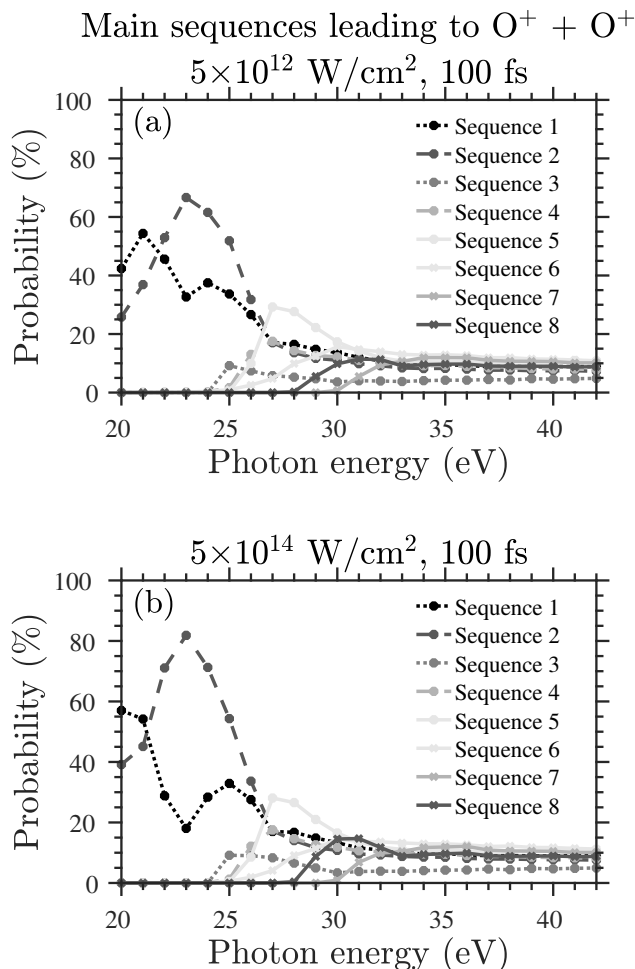 Main sequences leading to O⁺ + O⁺
5×10¹² W/cm², 100 fs
(a)
100
80
60
40
20
0
Probability (%)
Sequence 1
Sequence 2
Sequence 3
Sequence 4
Sequence 5
Sequence 6
Sequence 7
Sequence 8
20 25 30 35 40
Photon energy (eV)
5×10¹⁴ W/cm², 100 fs
(b)
100
80
60
40
20
0
Probability (%)
Sequence 1
Sequence 2
Sequence 3
Sequence 4
Sequence 5
Sequence 6
Sequence 7
Sequence 8
20 25 30 35 40
Photon energy (eV)